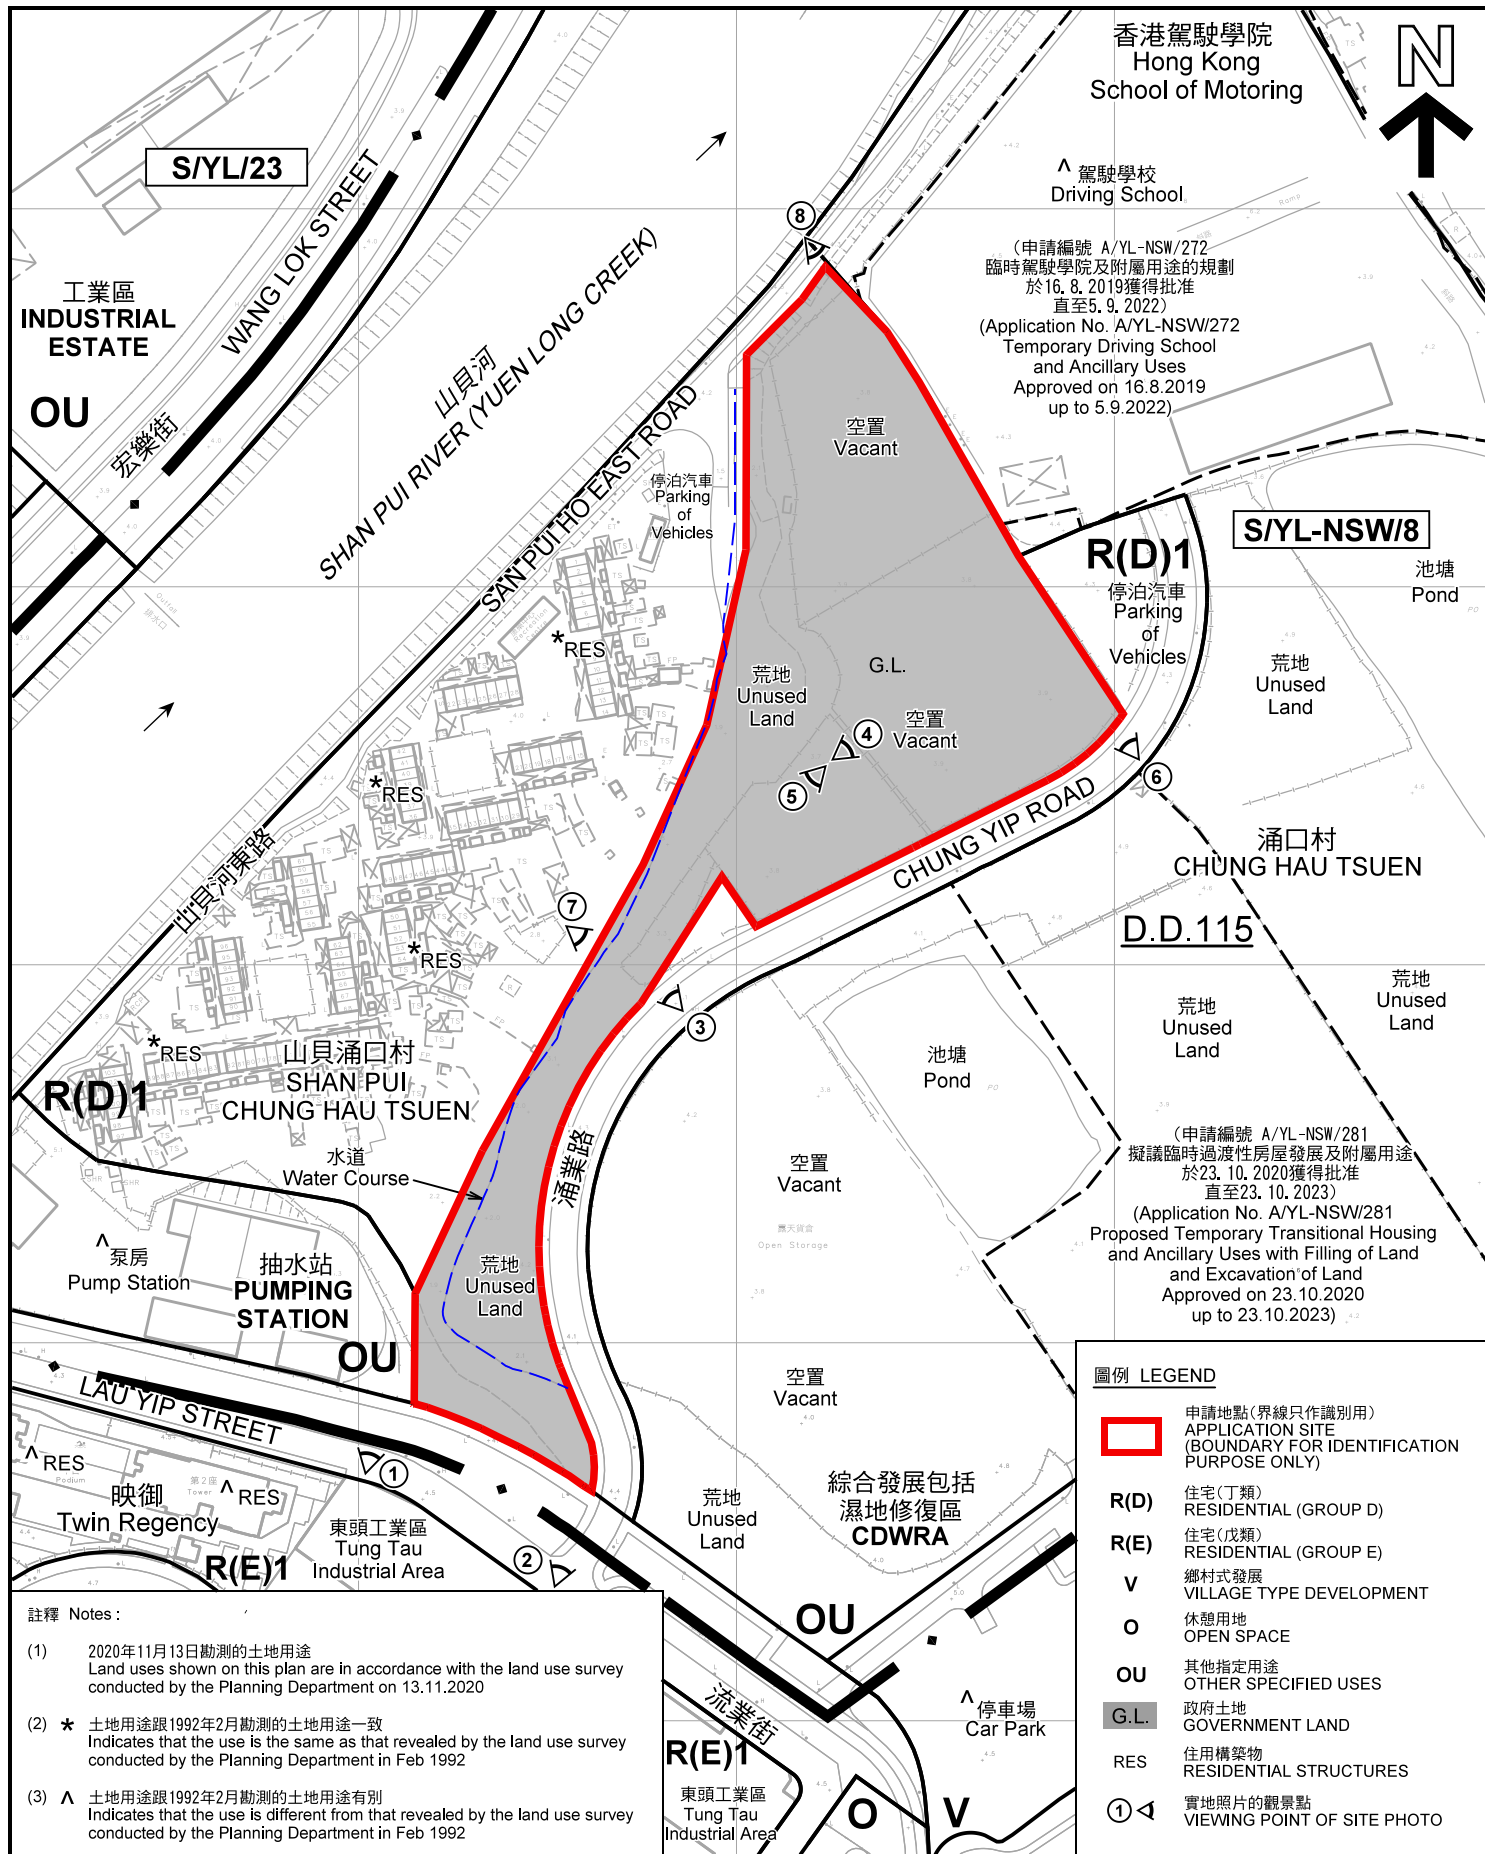 香港駕駛學院
Hong Kong
School of Motoring
N
S/YL/23
WANG LOK STREET
宏樂街
工業區
INDUSTRIAL
ESTATE
OU
山貝河
SHAN PUI RIVER (YUEN LONG CREEK)
SAN PUI HO EAST ROAD
山貝河東路
8
^ 駕駛學校
Driving School
(申請編號 A/YL-NSW/272
臨時駕駛學院及附屬用途的規劃
於16.8.2019獲得批准
直至5.9.2022)
(Application No. A/YL-NSW/272
Temporary Driving School
and Ancillary Uses
Approved on 16.8.2019
up to 5.9.2022)
空置
Vacant
停泊汽車
Parking
of
Vehicles
S/YL-NSW/8
R(D)1
停泊汽車
Parking
of
Vehicles
池塘
Pond
* RES
荒地
Unused
Land
G.L.
空置
Vacant
荒地
Unused
Land
4
5
6
* RES
CHUNG YIP ROAD
涌口村
CHUNG HAU TSUEN
D.D.115
7
* RES
3
荒地
Unused
Land
荒地
Unused
Land
* RES
山貝涌口村
SHAN PUI
CHUNG HAU TSUEN
R(D)1
池塘
Pond
水道
Water Course
涌業路
空置
Vacant
露天貨倉
Open Storage
(申請編號 A/YL-NSW/281
擬議臨時過渡性房屋發展及附屬用途
於23.10.2020獲得批准
直至23.10.2023)
(Application No. A/YL-NSW/281
Proposed Temporary Transitional Housing
and Ancillary Uses with Filling of Land
and Excavation of Land
Approved on 23.10.2020
up to 23.10.2023)
^ 泵房
Pump Station
抽水站
PUMPING
STATION
OU
荒地
Unused
Land
空置
Vacant
LAU YIP STREET
^ RES
Podium
第2座
Tower
^ RES
映御
Twin Regency
R(E)1
1
東頭工業區
Tung Tau
Industrial Area
2
荒地
Unused
Land
綜合發展包括
濕地修復區
CDWRA
OU
流業街
R(E)1
東頭工業區
Tung Tau
Industrial Area
^ 停車場
Car Park
O
V
註釋 Notes :
(1) 2020年11月13日勘測的土地用途
Land uses shown on this plan are in accordance with the land use survey
conducted by the Planning Department on 13.11.2020
(2) * 土地用途跟1992年2月勘測的土地用途一致
Indicates that the use is the same as that revealed by the land use survey
conducted by the Planning Department in Feb 1992
(3) ^ 土地用途跟1992年2月勘測的土地用途有別
Indicates that the use is different from that revealed by the land use survey
conducted by the Planning Department in Feb 1992
圖例 LEGEND
申請地點(界線只作識別用)
APPLICATION SITE
(BOUNDARY FOR IDENTIFICATION
PURPOSE ONLY)
R(D) 住宅(丁類)
RESIDENTIAL (GROUP D)
R(E) 住宅(戊類)
RESIDENTIAL (GROUP E)
V 鄉村式發展
VILLAGE TYPE DEVELOPMENT
O 休憩用地
OPEN SPACE
OU 其他指定用途
OTHER SPECIFIED USES
G.L. 政府土地
GOVERNMENT LAND
RES 住用構築物
RESIDENTIAL STRUCTURES
1 實地照片的觀景點
VIEWING POINT OF SITE PHOTO